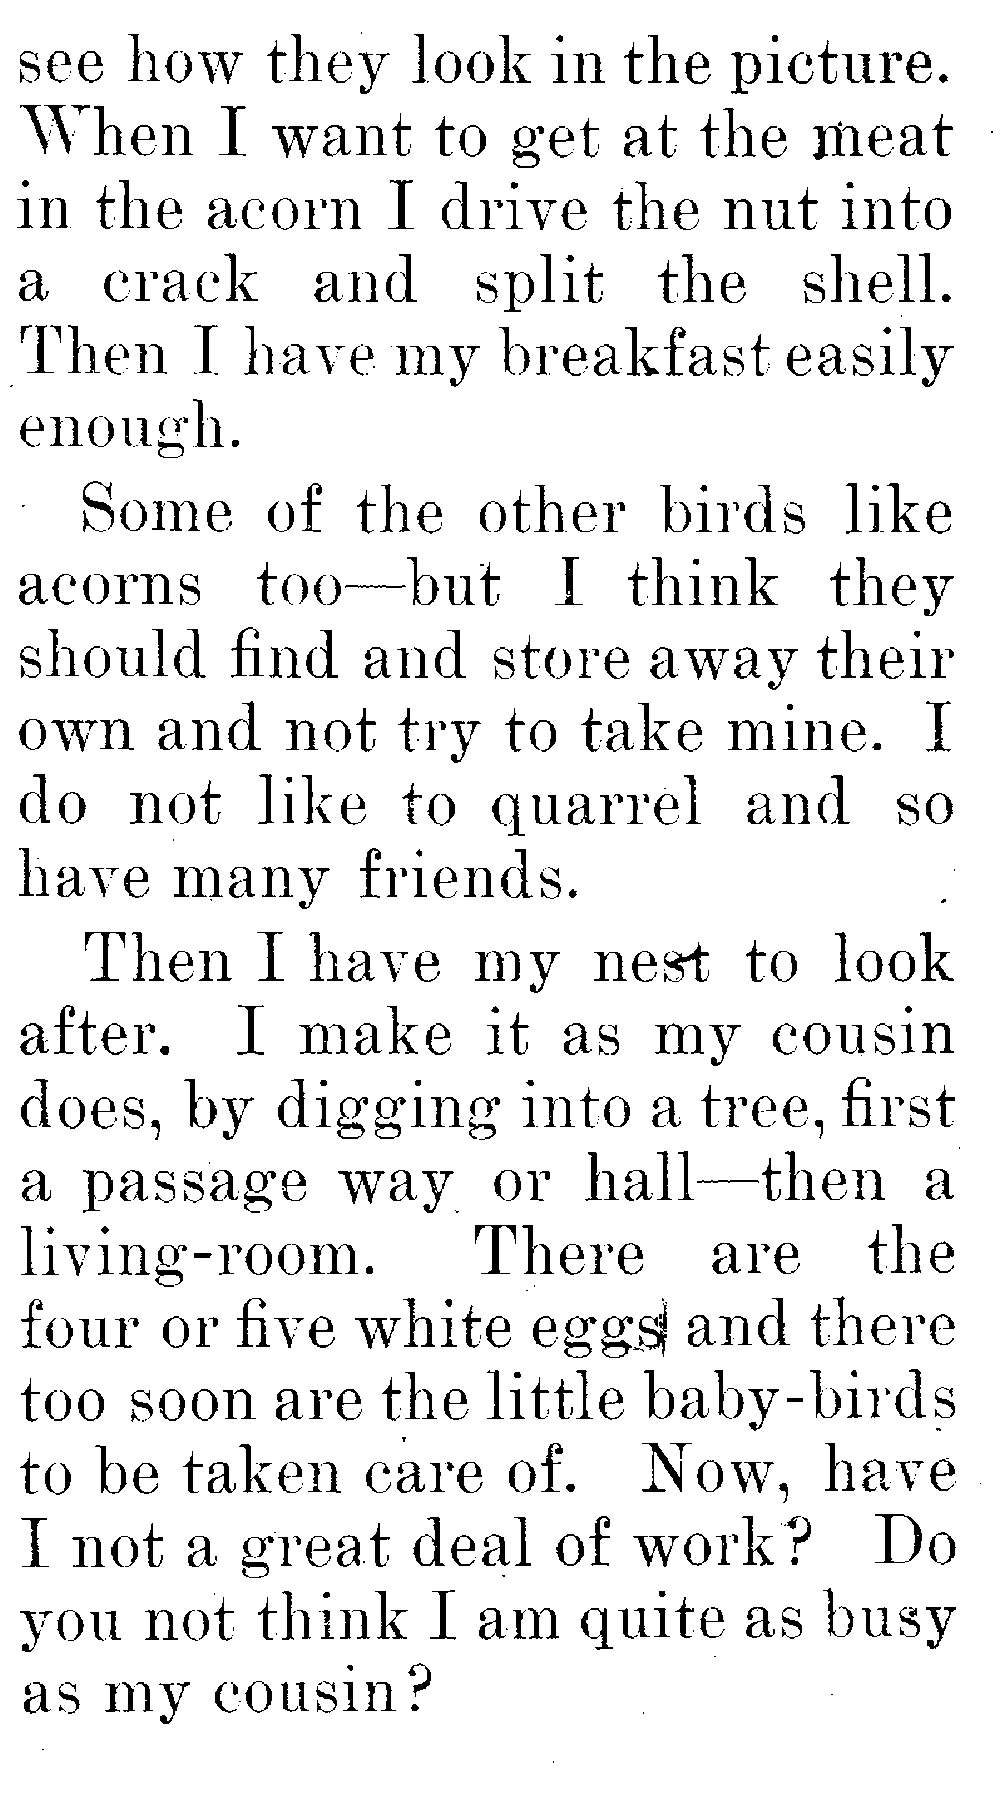 see how they look in the picture.
When I want to get at the meat
in the acorn I drive the nut into
a crack and split the shell.
Then I have my breakfast easily
enough.
Some of the other birds like
acorns too—but I think they
should find and store away their
own and not try to take mine. I
do not like to quarrel and so
have many friends.
Then I have my nest to look
after. I make it as my cousin
does, by digging into a tree, first
a passage way or hall—then a
living-room. There are the
four or five white eggs and there
too soon are the little baby-birds
to be taken care of. Now, have
I not a great deal of work? Do
you not think I am quite as busy
as my cousin?